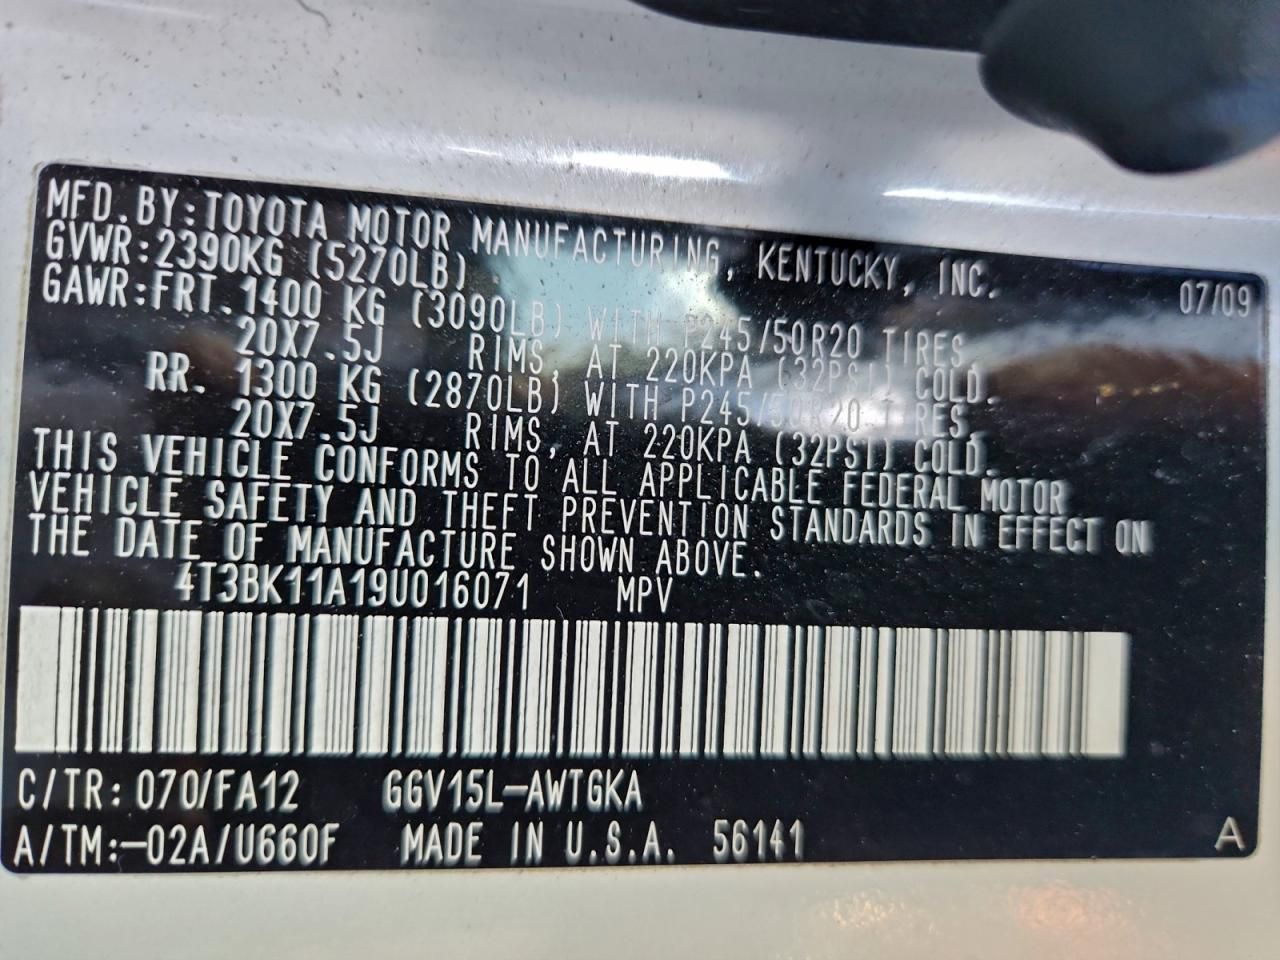 MFD.BY:TOYOTA MOTOR MANUFACTURING, KENTUCKY, INC.
GVWR:2390KG (5270LB) 07/09
GAWR:FRT.1400 KG (3090LB) WITH P245/50R20 TIRES,
20X7.5J RIMS, AT 220KPA (32PSI) COLD.
RR. 1300 KG (2870LB) WITH P245/50R20 TIRES,
20X7.5J RIMS, AT 220KPA (32PSI) COLD.
THIS VEHICLE CONFORMS TO ALL APPLICABLE FEDERAL MOTOR
VEHICLE SAFETY AND THEFT PREVENTION STANDARDS IN EFFECT ON
THE DATE OF MANUFACTURE SHOWN ABOVE.
4T3BK11A19U016071 MPV
C/TR: 070/FA12 GGV15L-AWTGKA
A/TM:-02A/U660F MADE IN U.S.A. 56141 A